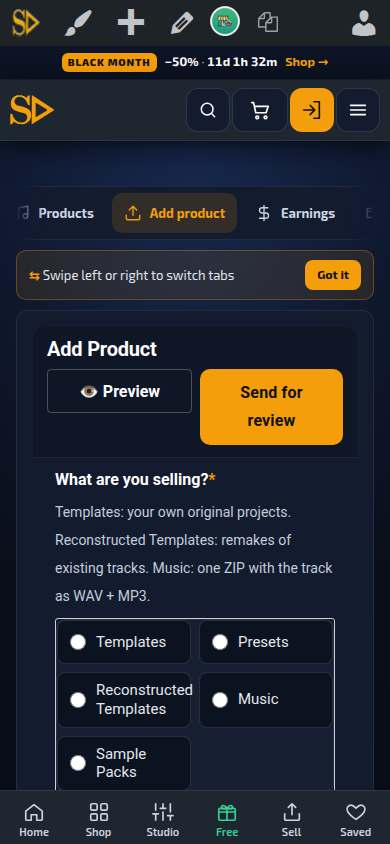 SD
BLACK MONTH −50% · 11d 1h 32m Shop →
SD
Products Add product Earnings
⇆ Swipe left or right to switch tabs Got it
Add Product
👁️ Preview
Send for
review
What are you selling?*
Templates: your own original projects.
Reconstructed Templates: remakes of
existing tracks. Music: one ZIP with the track
as WAV + MP3.
Templates Presets
Reconstructed
Templates
Music
Sample
Packs
Home Shop Studio Free Sell Saved